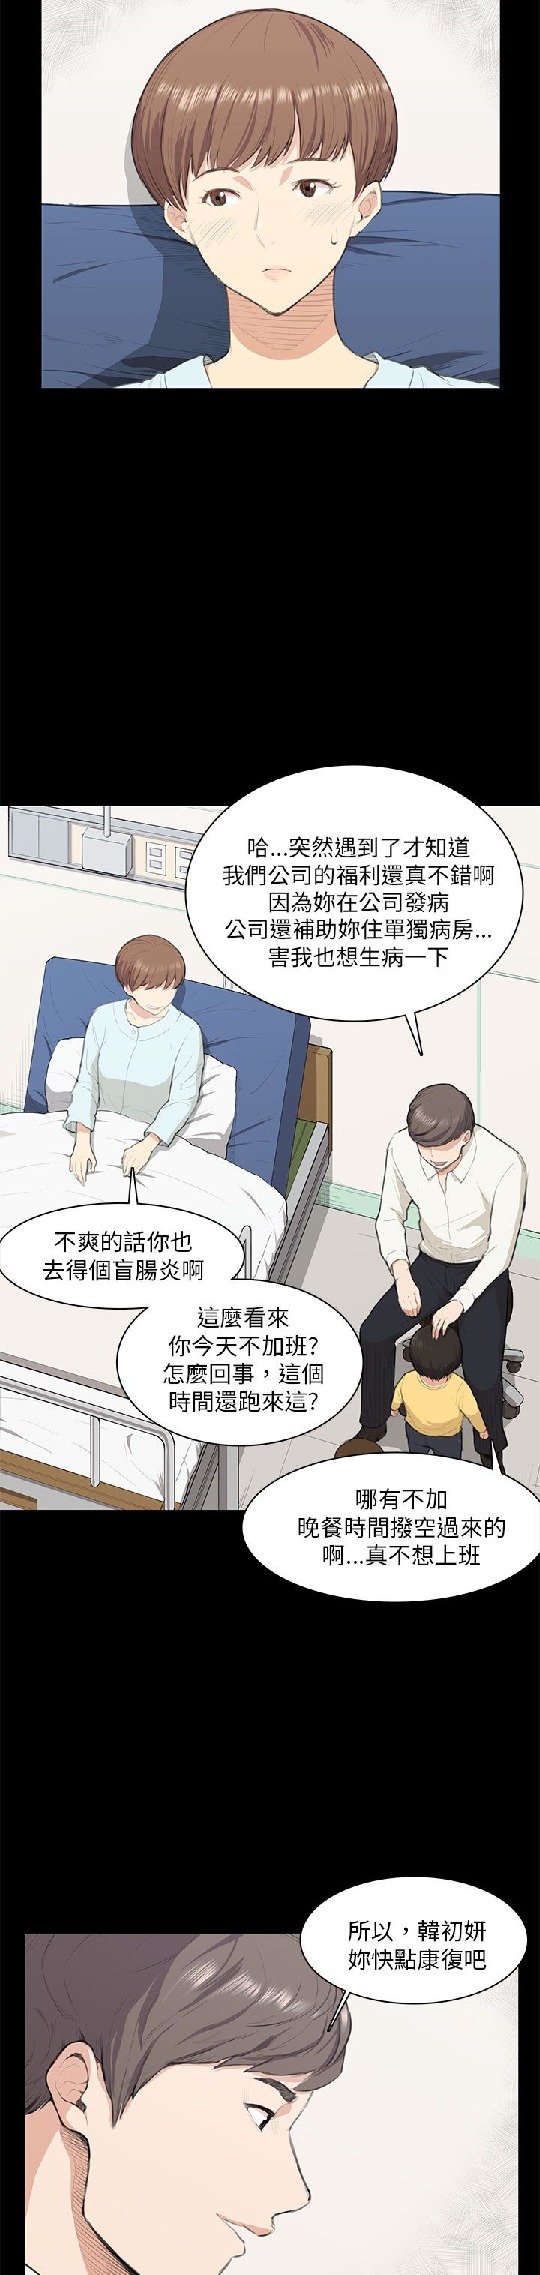 哈...突然遇到了才知道
我們公司的福利還真不錯啊
因為妳在公司發病
公司還補助妳住單獨病房...
害我也想生病一下
不爽的話你也
去得個盲腸炎啊
這麼看來
你今天不加班?
怎麼回事，這個
時間還跑來這?
哪有不加
晚餐時間撥空過來的
啊...真不想上班
所以，韓初妍
妳快點康復吧